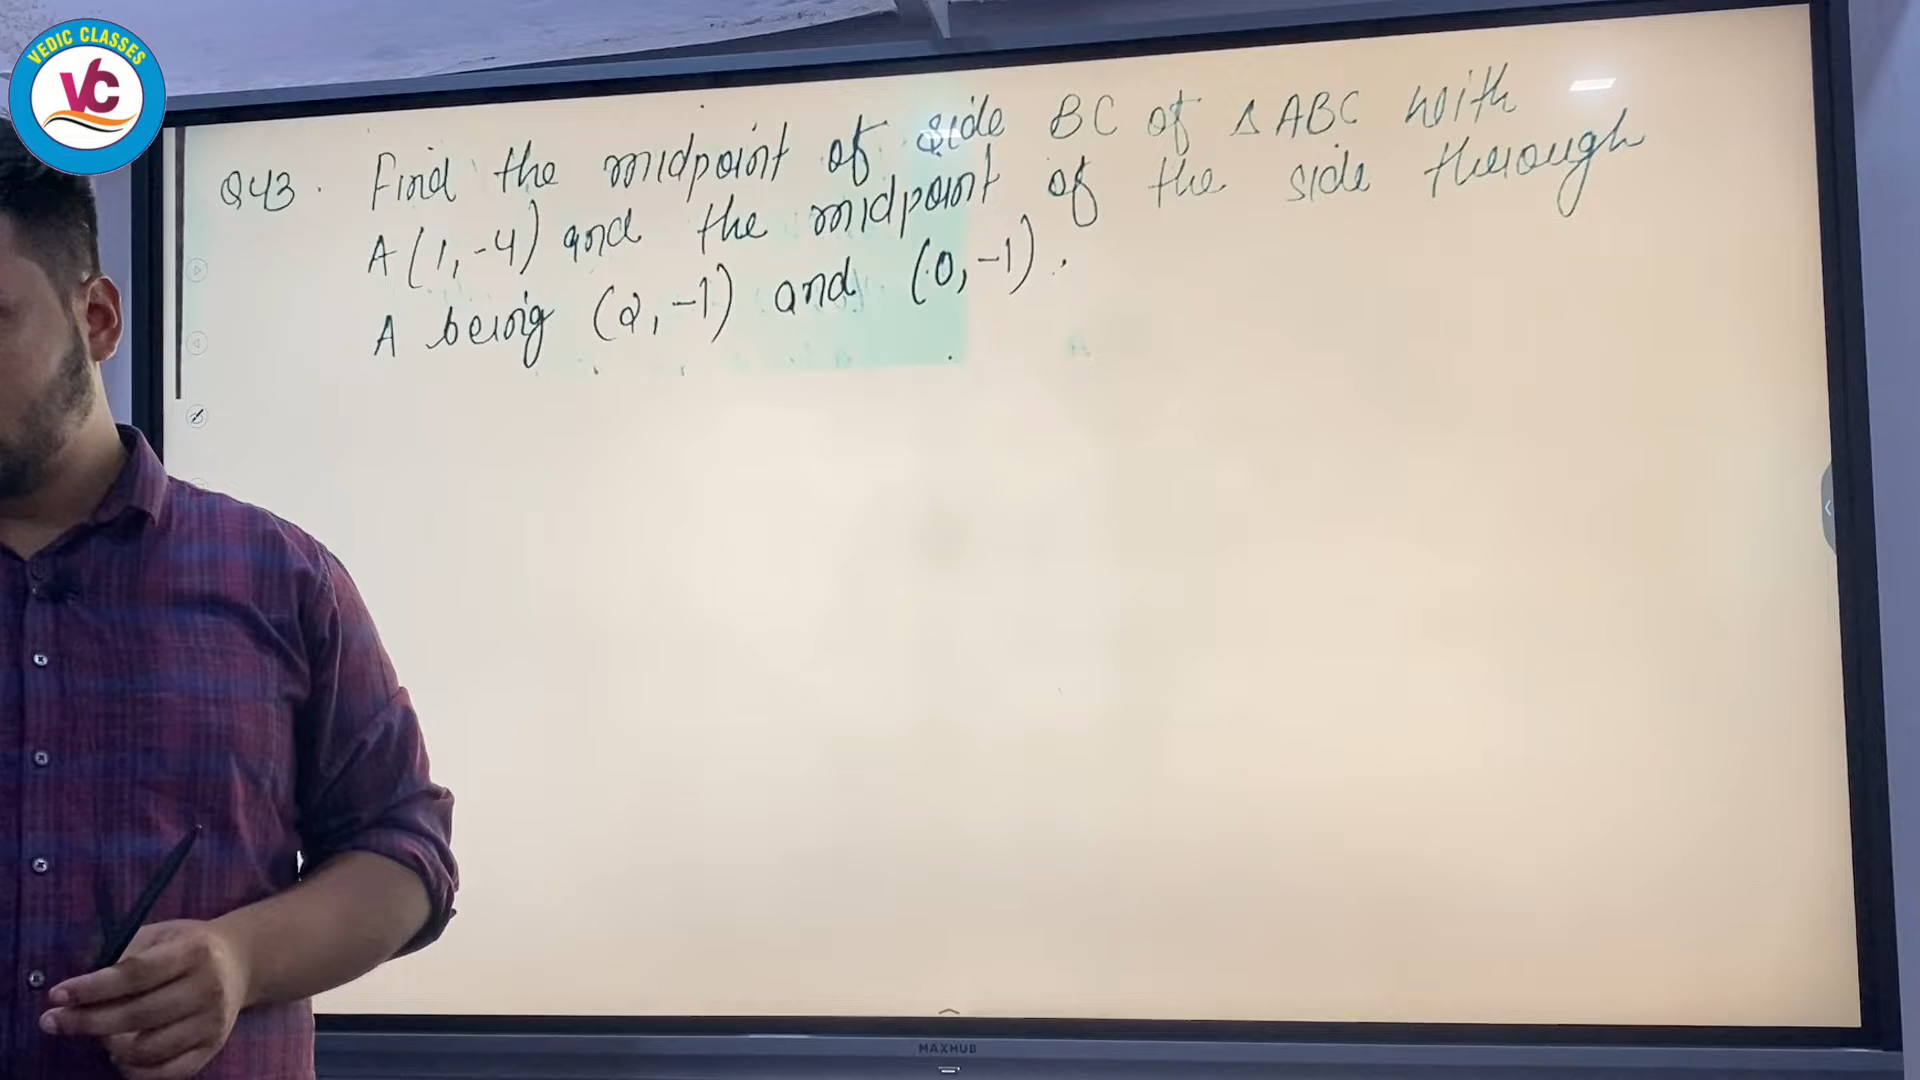 VEDIC CLASSES
VC
Q43. Find the midpoint of side BC of △ABC with
A(1,-4) and the midpoint of the side through
A being (2,-1) and (0,-1).
MAXHUB